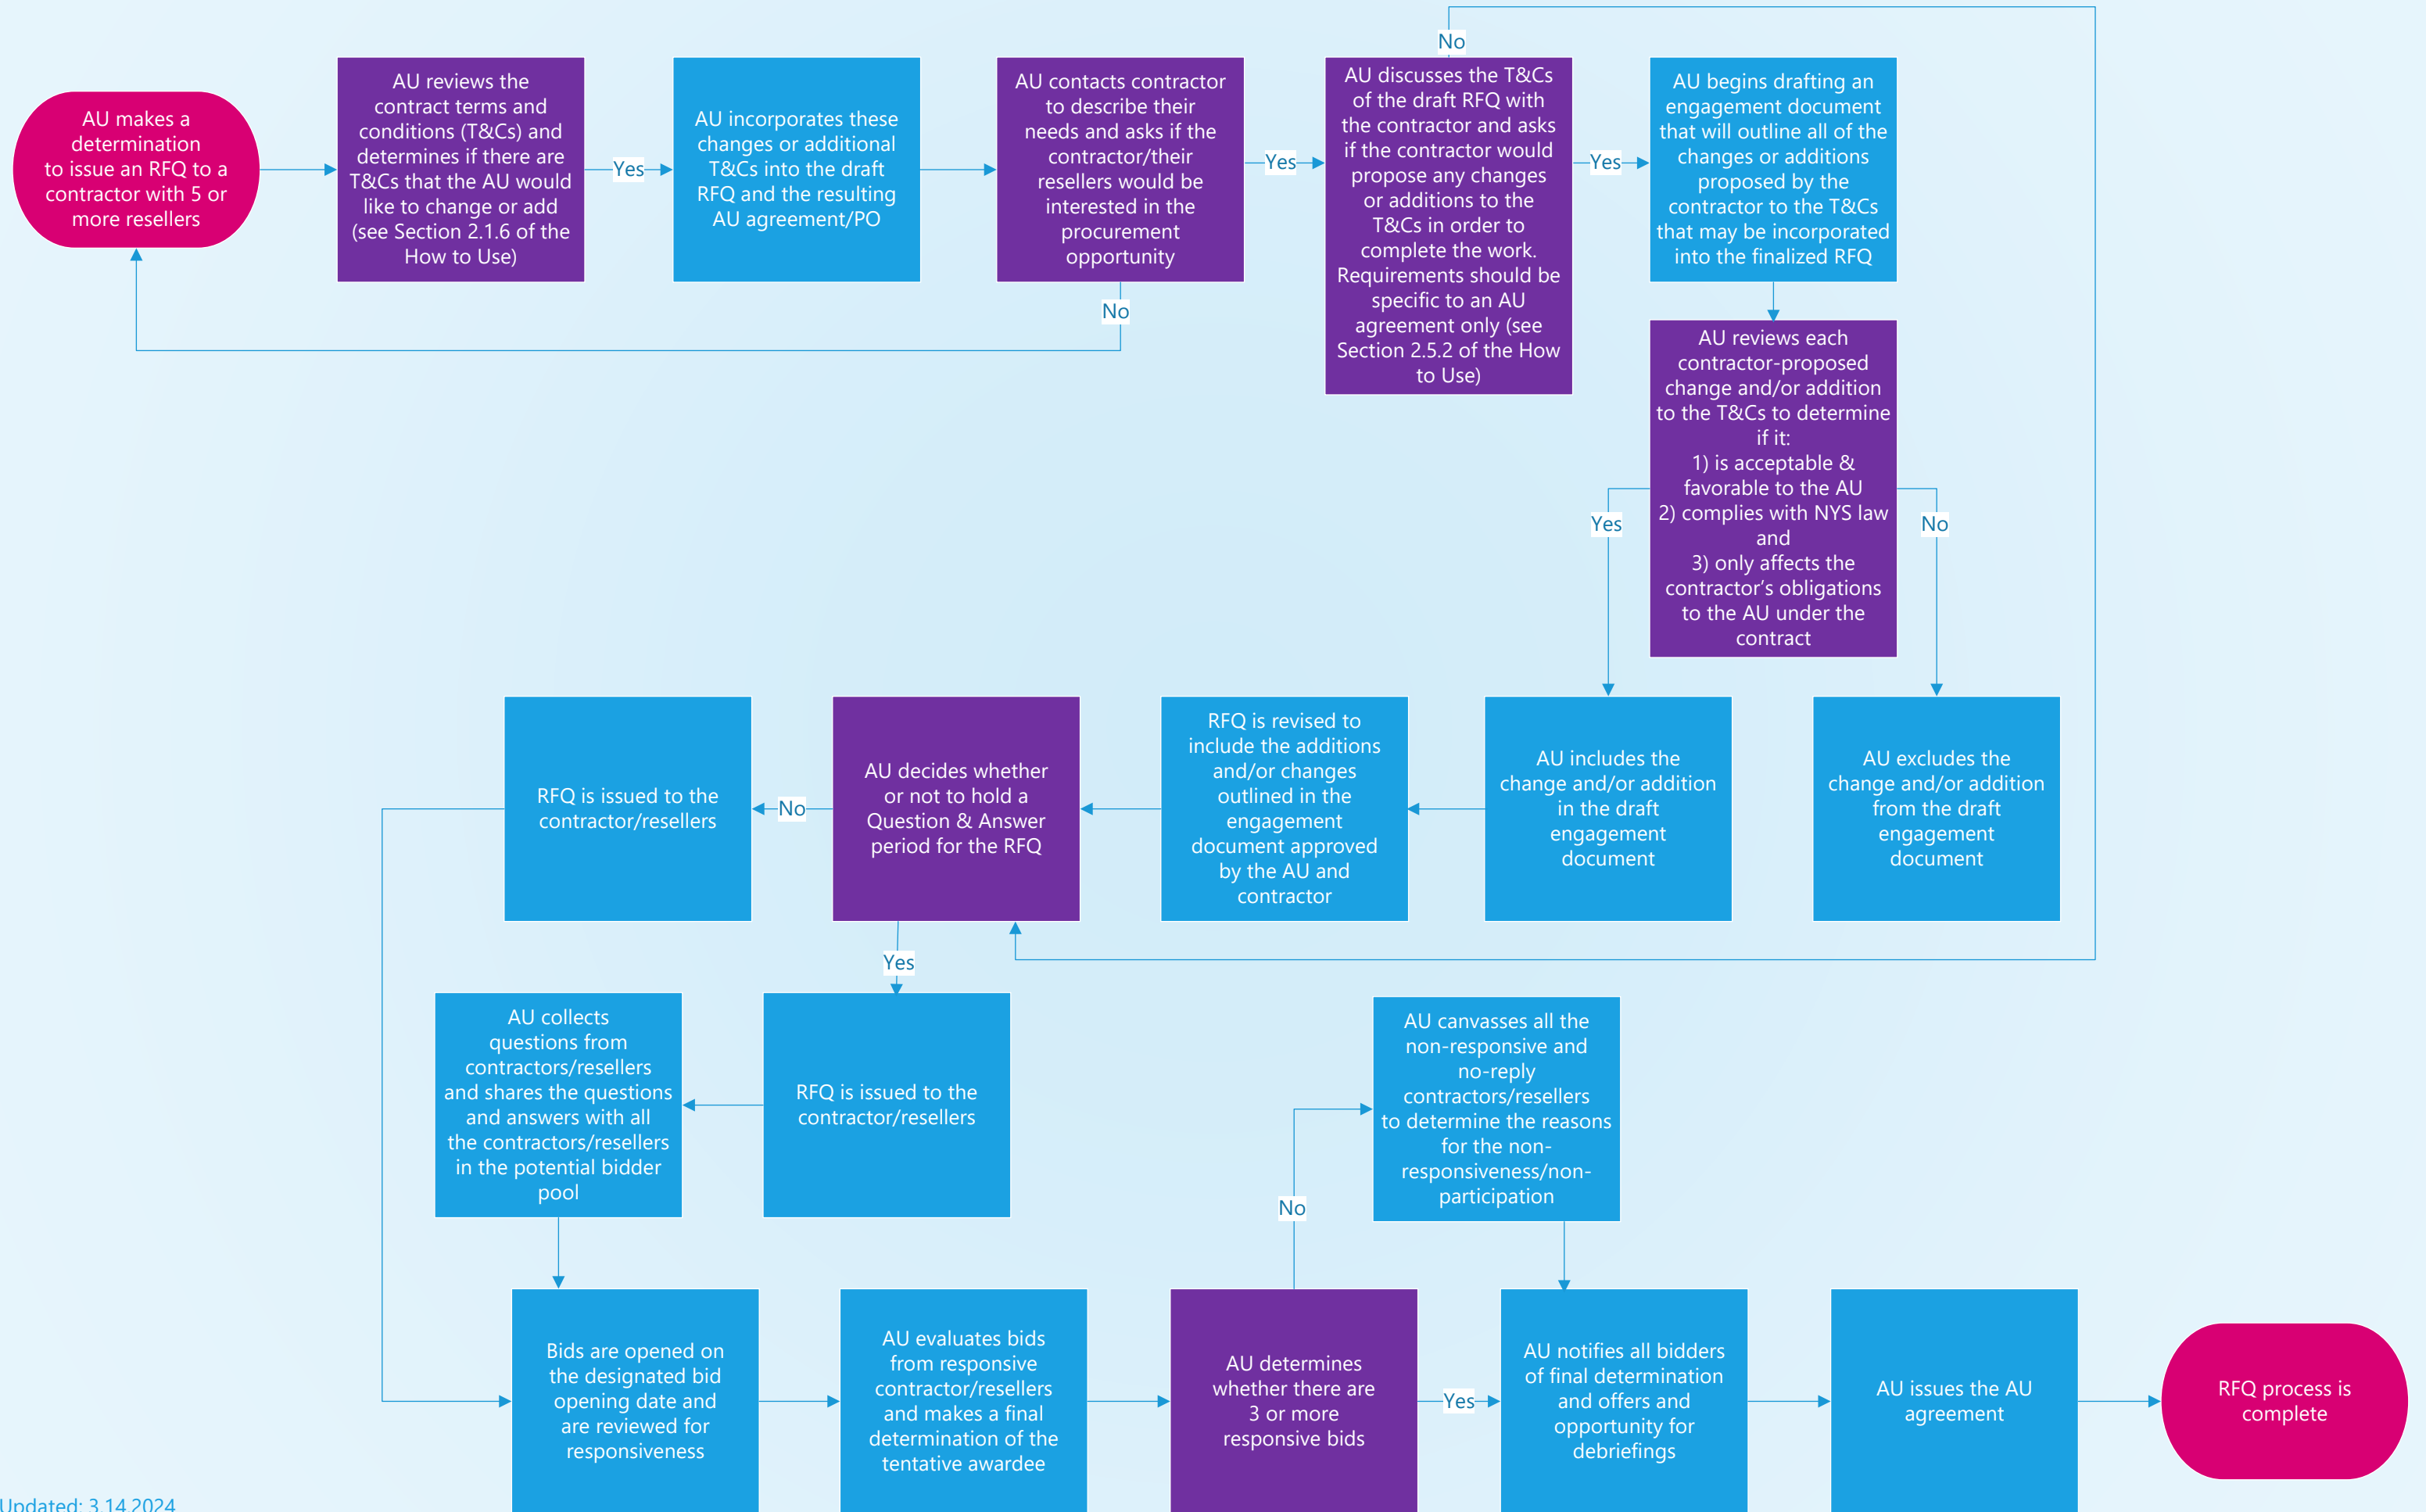 AU makes a
determination
to issue an RFQ to a
contractor with 5 or
more resellers
AU reviews the
contract terms and
conditions (T&Cs) and
determines if there are
T&Cs that the AU would
like to change or add
(see Section 2.1.6 of the
How to Use)
Yes
AU incorporates these
changes or additional
T&Cs into the draft
RFQ and the resulting
AU agreement/PO
AU contacts contractor
to describe their
needs and asks if the
contractor/their
resellers would be
interested in the
procurement
opportunity
No
Yes
No
AU discusses the T&Cs
of the draft RFQ with
the contractor and asks
if the contractor would
propose any changes
or additions to the
T&Cs in order to
complete the work.
Requirements should be
specific to an AU
agreement only (see
Section 2.5.2 of the How
to Use)
Yes
AU begins drafting an
engagement document
that will outline all of the
changes or additions
proposed by the
contractor to the T&Cs
that may be incorporated
into the finalized RFQ
AU reviews each
contractor-proposed
change and/or addition
to the T&Cs to determine
if it:
1) is acceptable &
favorable to the AU
2) complies with NYS law
and
3) only affects the
contractor's obligations
to the AU under the
contract
Yes
No
RFQ is issued to the
contractor/resellers
No
AU decides whether
or not to hold a
Question & Answer
period for the RFQ
RFQ is revised to
include the additions
and/or changes
outlined in the
engagement
document approved
by the AU and
contractor
AU includes the
change and/or addition
in the draft
engagement
document
AU excludes the
change and/or addition
from the draft
engagement
document
Yes
AU collects
questions from
contractors/resellers
and shares the questions
and answers with all
the contractors/resellers
in the potential bidder
pool
RFQ is issued to the
contractor/resellers
AU canvasses all the
non-responsive and
no-reply
contractors/resellers
to determine the reasons
for the non-
responsiveness/non-
participation
No
Bids are opened on
the designated bid
opening date and
are reviewed for
responsiveness
AU evaluates bids
from responsive
contractor/resellers
and makes a final
determination of the
tentative awardee
AU determines
whether there are
3 or more
responsive bids
Yes
AU notifies all bidders
of final determination
and offers and
opportunity for
debriefings
AU issues the AU
agreement
RFQ process is
complete
Updated: 3.14.2024